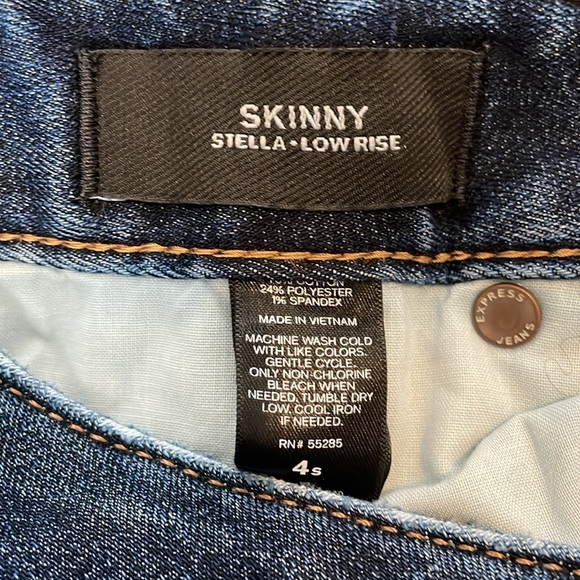 SKINNY
STELLA • LOW RISE
COTTON
24% POLYESTER
1% SPANDEX
MADE IN VIETNAM
MACHINE WASH COLD
WITH LIKE COLORS.
GENTLE CYCLE.
ONLY NON-CHLORINE
BLEACH WHEN
NEEDED, TUMBLE DRY
LOW. COOL IRON
IF NEEDED.
RN# 55285
4S
EXPRESS
JEANS